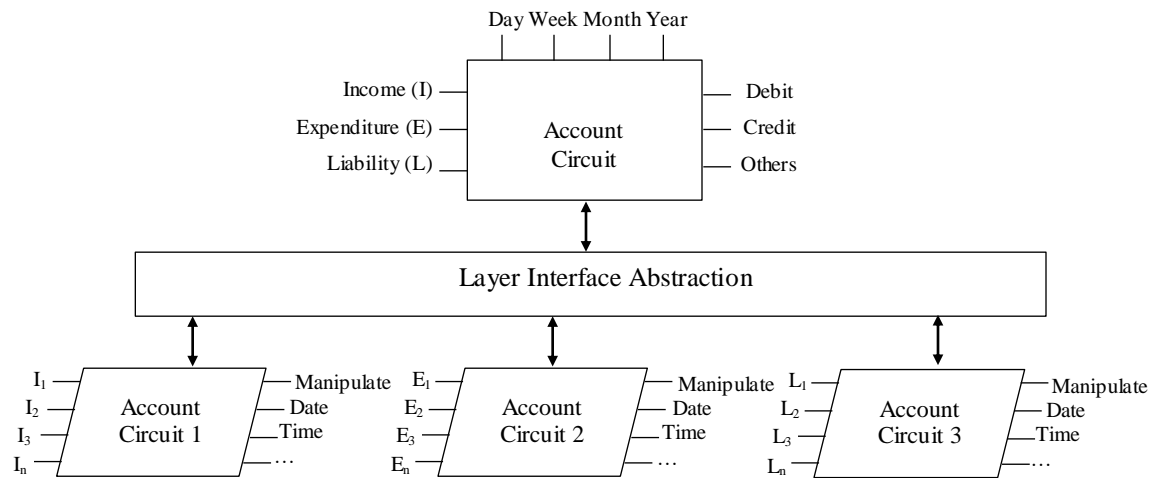 Day Week Month Year
Income (I)
Expenditure (E)
Liability (L)
Account
Circuit
Debit
Credit
Others
Layer Interface Abstraction
I1
I2
I3
In
Account
Circuit 1
Manipulate
Date
Time
...
E1
E2
E3
En
Account
Circuit 2
Manipulate
Date
Time
...
L1
L2
L3
Ln
Account
Circuit 3
Manipulate
Date
Time
...